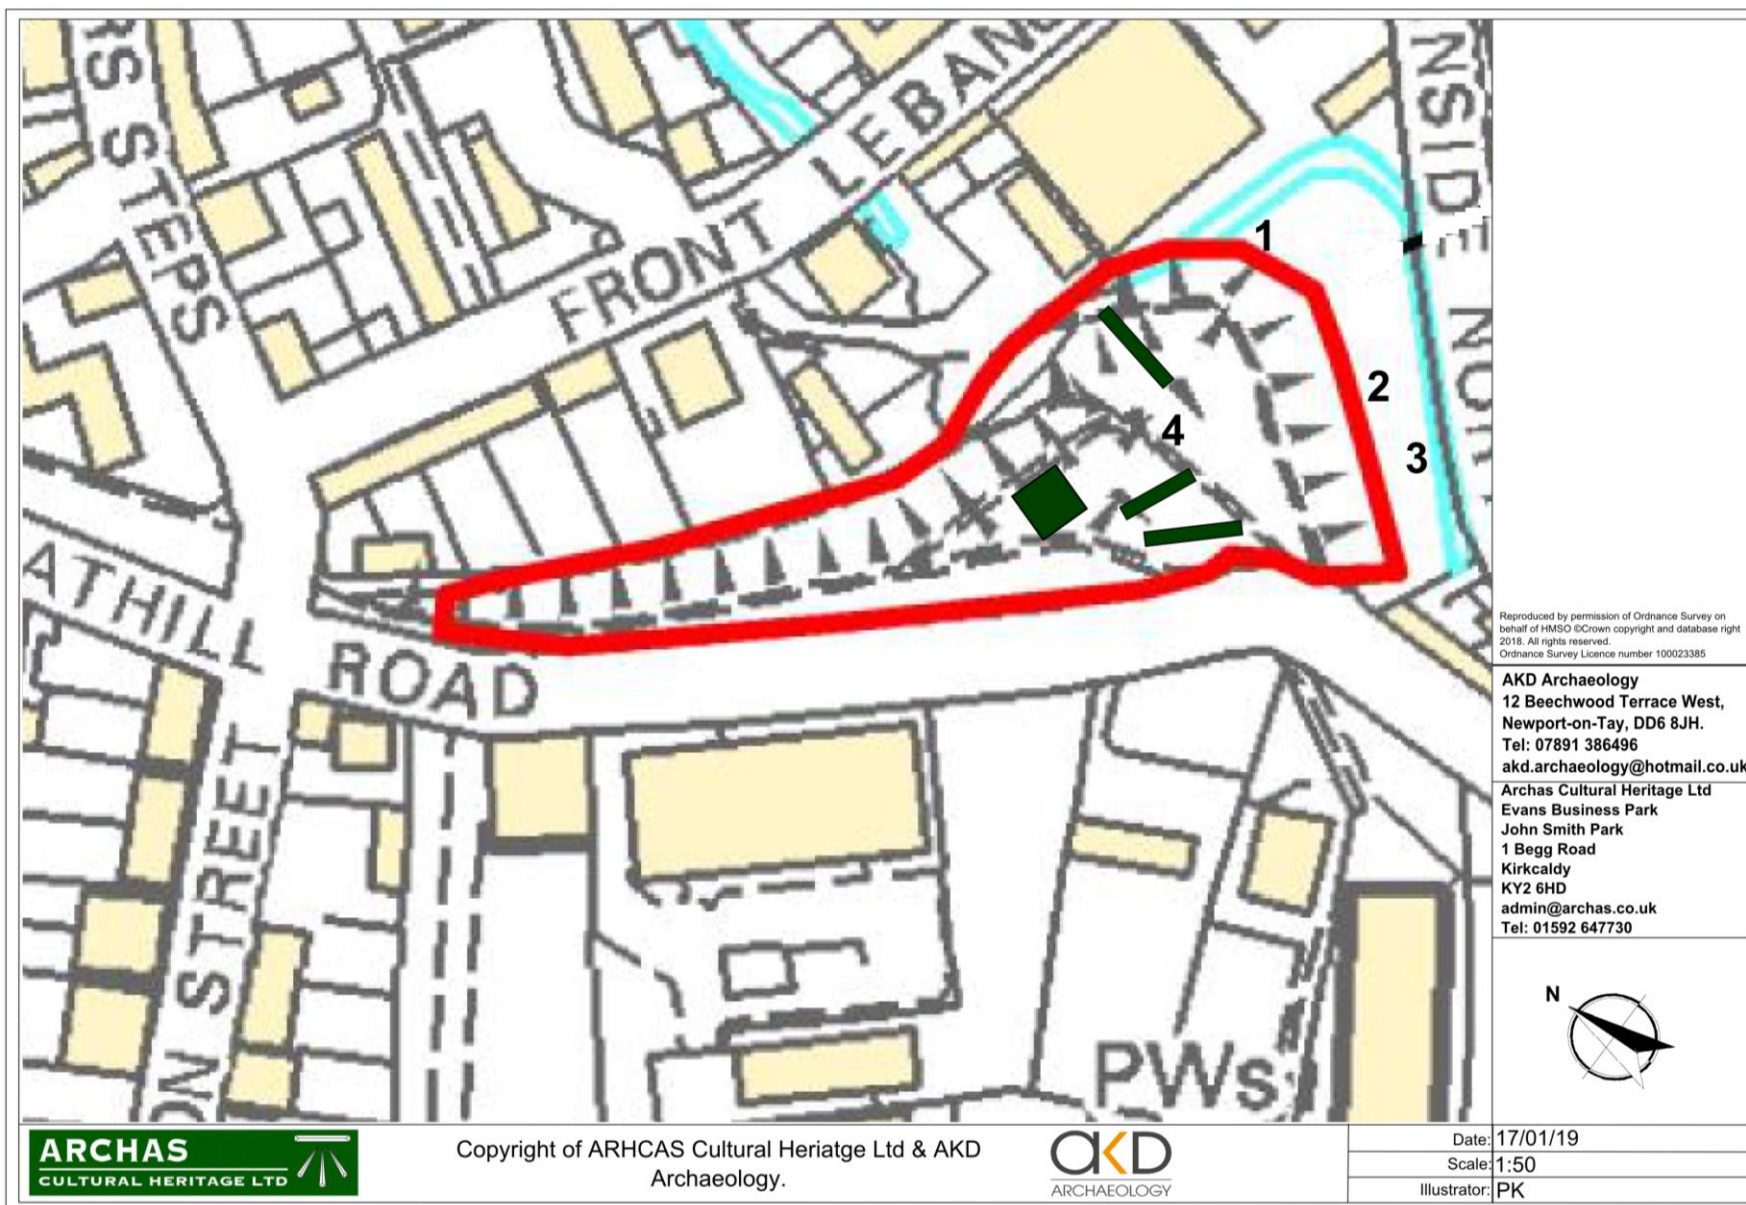 RS STEPS
FRONT LEBAN
NSIDE
ATHILL ROAD
ON STREET
PWs
1
2
3
4
Reproduced by permission of Ordnance Survey on
behalf of HMSO ©Crown copyright and database right
2018. All rights reserved.
Ordnance Survey Licence number 100023385
AKD Archaeology
12 Beechwood Terrace West,
Newport-on-Tay, DD6 8JH.
Tel: 07891 386496
akd.archaeology@hotmail.co.uk
Archas Cultural Heritage Ltd
Evans Business Park
John Smith Park
1 Begg Road
Kirkcaldy
KY2 6HD
admin@archas.co.uk
Tel: 01592 647730
N
ARCHAS
CULTURAL HERITAGE LTD
Copyright of ARHCAS Cultural Heriatge Ltd & AKD
Archaeology.
AKD
ARCHAEOLOGY
Date: 17/01/19
Scale: 1:50
Illustrator: PK